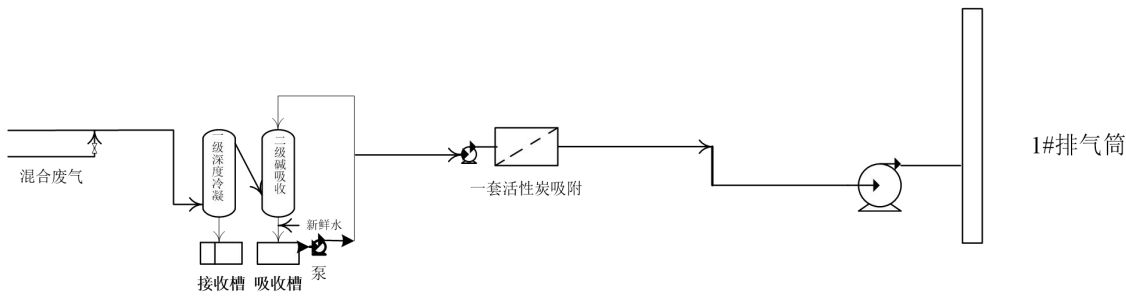 混合废气
一级深度冷凝
二级碱吸收
新鲜水
接收槽
吸收槽
泵
一套活性炭吸附
1#排气筒